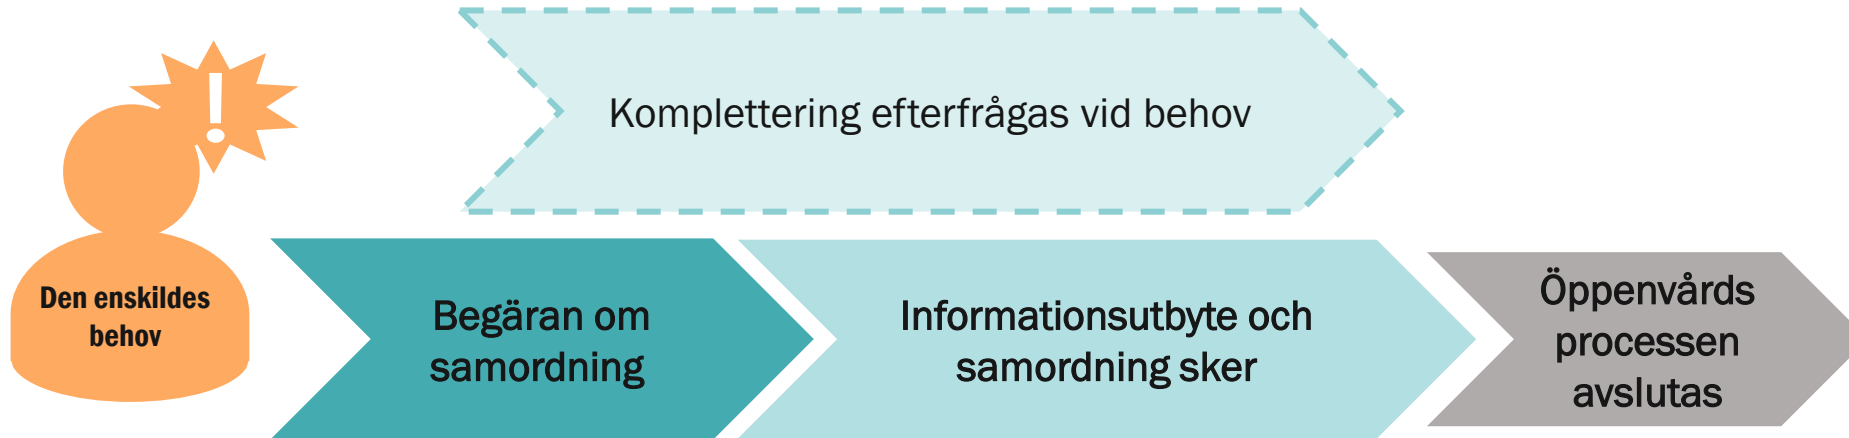 !
Komplettering efterfrågas vid behov
Den enskildes
behov
Begäran om
samordning
Informationsutbyte och
samordning sker
Öppenvårds
processen
avslutas